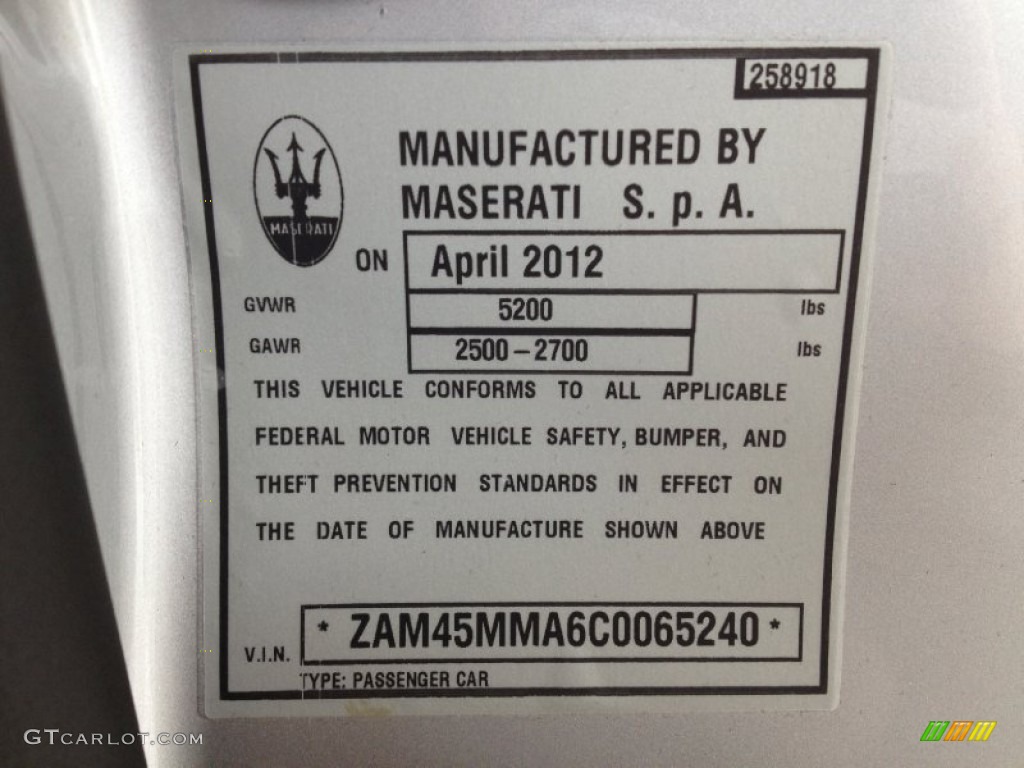 258918
MANUFACTURED BY
MASERATI S. p. A.
MASERATI
ON April 2012
GVWR 5200 lbs
GAWR 2500-2700 lbs
THIS VEHICLE CONFORMS TO ALL APPLICABLE
FEDERAL MOTOR VEHICLE SAFETY, BUMPER, AND
THEFT PREVENTION STANDARDS IN EFFECT ON
THE DATE OF MANUFACTURE SHOWN ABOVE
V.I.N. * ZAM45MMA6C0065240 *
TYPE: PASSENGER CAR
GTCARLOT.COM